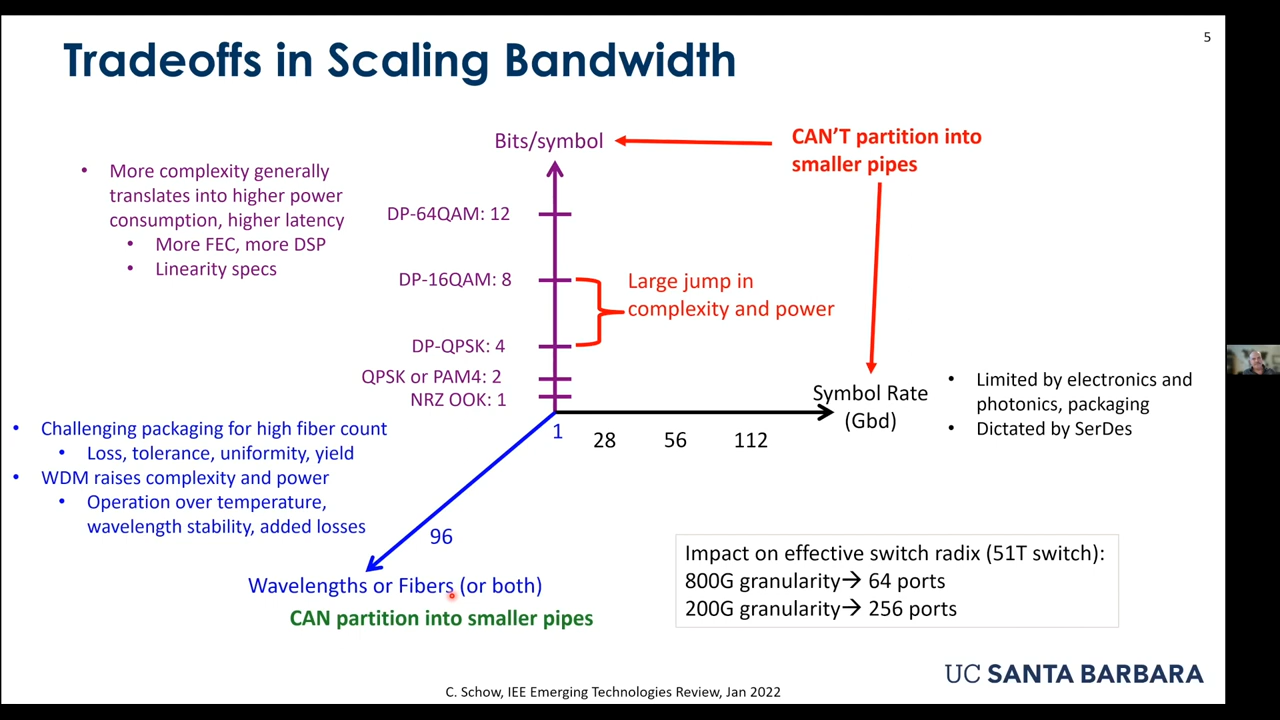 5
Tradeoffs in Scaling Bandwidth
Bits/symbol
CAN'T partition into
smaller pipes
• More complexity generally
translates into higher power
consumption, higher latency
• More FEC, more DSP
• Linearity specs
DP-64QAM: 12
DP-16QAM: 8
DP-QPSK: 4
QPSK or PAM4: 2
NRZ OOK: 1
Large jump in
complexity and power
Symbol Rate
(Gbd)
• Limited by electronics and
photonics, packaging
• Dictated by SerDes
1
28 56 112
• Challenging packaging for high fiber count
• Loss, tolerance, uniformity, yield
• WDM raises complexity and power
• Operation over temperature,
wavelength stability, added losses
96
Wavelengths or Fibers (or both)
CAN partition into smaller pipes
Impact on effective switch radix (51T switch):
800G granularity→ 64 ports
200G granularity→ 256 ports
UC SANTA BARBARA
C. Schow, IEE Emerging Technologies Review, Jan 2022